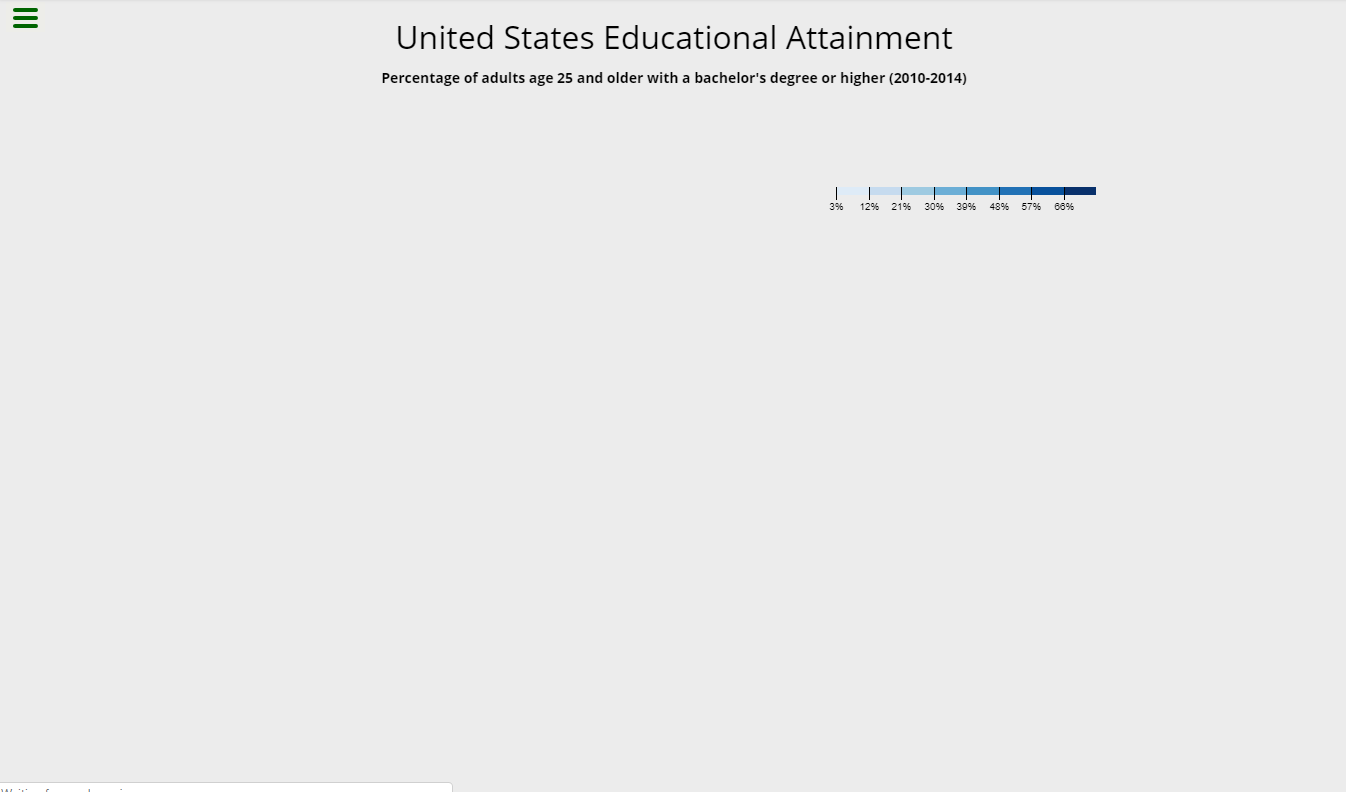 United States Educational Attainment
Percentage of adults age 25 and older with a bachelor's degree or higher (2010-2014)
3% 12% 21% 30% 39% 48% 57% 66%